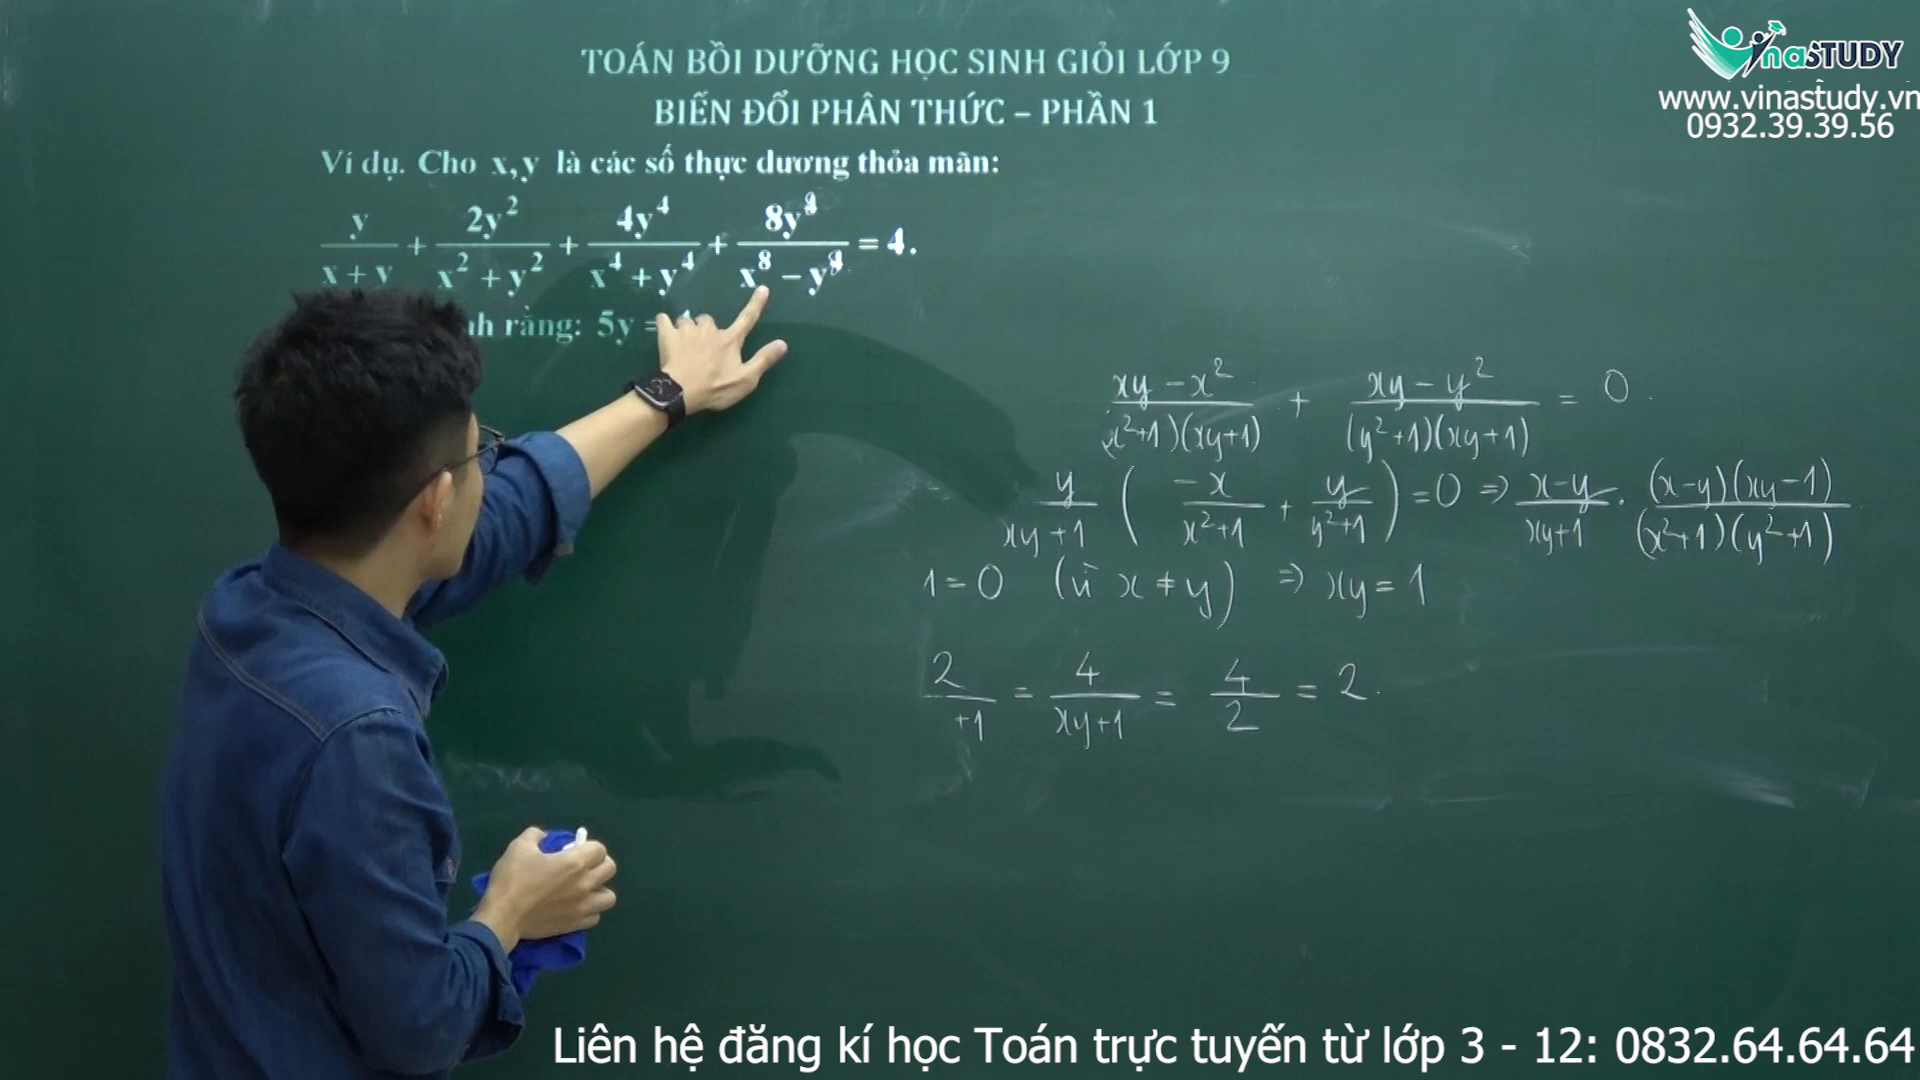 VinaSTUDY
www.vinastudy.vn
0932.39.39.56
TOÁN BỒI DƯỠNG HỌC SINH GIỎI LỚP 9
BIẾN ĐỔI PHÂN THỨC – PHẦN 1
Ví dụ. Cho x,y là các số thực dương thỏa mãn:
y/(x + y) + 2y²/(x² + y²) + 4y⁴/(x⁴ + y⁴) + 8y⁸/(x⁸ − y⁸) = 4.
rằng: 5y =
(xy − x²)/((x²+1)(xy+1)) + (xy − y²)/((y²+1)(xy+1)) = 0
y/(xy+1) (−x/(x²+1) + y/(y²+1)) = 0 ⇒ (x−y)/(xy+1) · (x−y)(xy−1)/((x²+1)(y²+1))
1 = 0 (vì x ≠ y) ⇒ xy = 1
2/+1 = 4/(xy+1) = 4/2 = 2.
Liên hệ đăng kí học Toán trực tuyến từ lớp 3 - 12: 0832.64.64.64